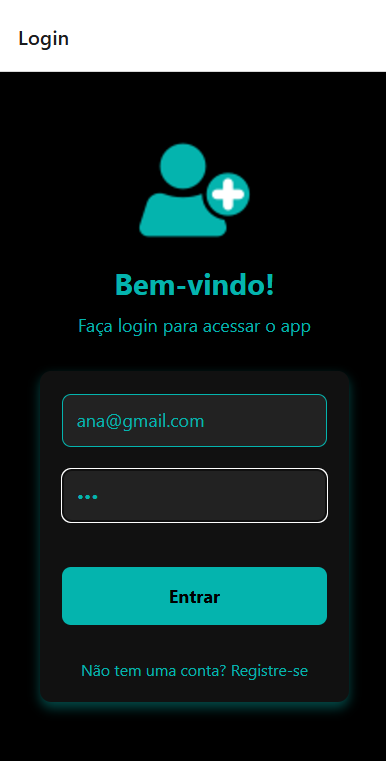 Login
Bem-vindo!
Faça login para acessar o app
ana@gmail.com
•••
Entrar
Não tem uma conta? Registre-se